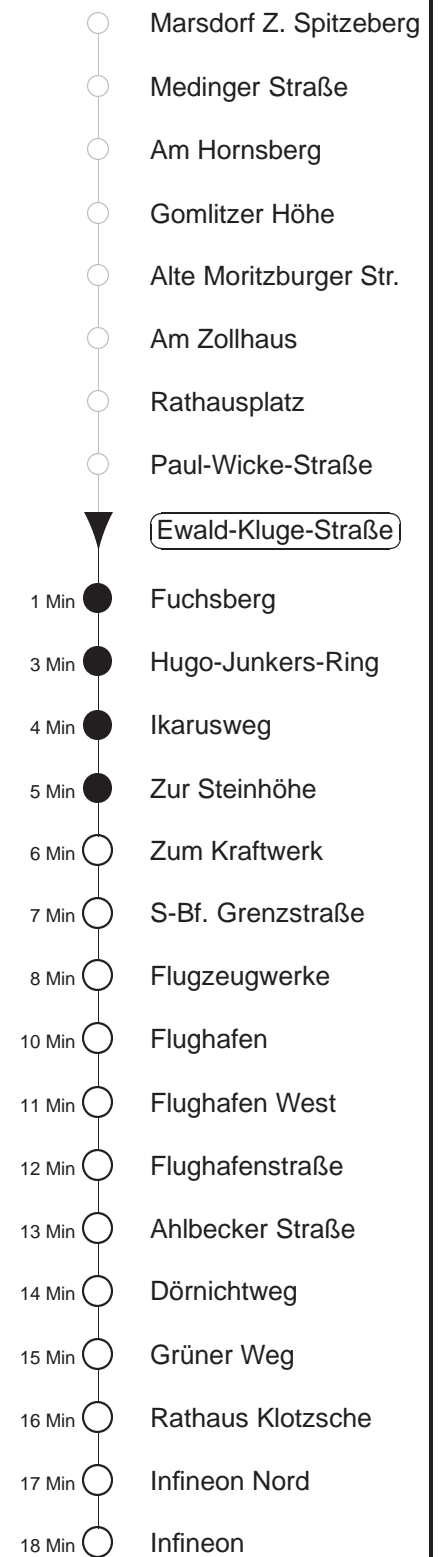 Marsdorf Z. Spitzeberg
Medinger Straße
Am Hornsberg
Gomlitzer Höhe
Alte Moritzburger Str.
Am Zollhaus
Rathausplatz
Paul-Wicke-Straße
Ewald-Kluge-Straße
1 Min Fuchsberg
3 Min Hugo-Junkers-Ring
4 Min Ikarusweg
5 Min Zur Steinhöhe
6 Min Zum Kraftwerk
7 Min S-Bf. Grenzstraße
8 Min Flugzeugwerke
10 Min Flughafen
11 Min Flughafen West
12 Min Flughafenstraße
13 Min Ahlbecker Straße
14 Min Dörnichtweg
15 Min Grüner Weg
16 Min Rathaus Klotzsche
17 Min Infineon Nord
18 Min Infineon